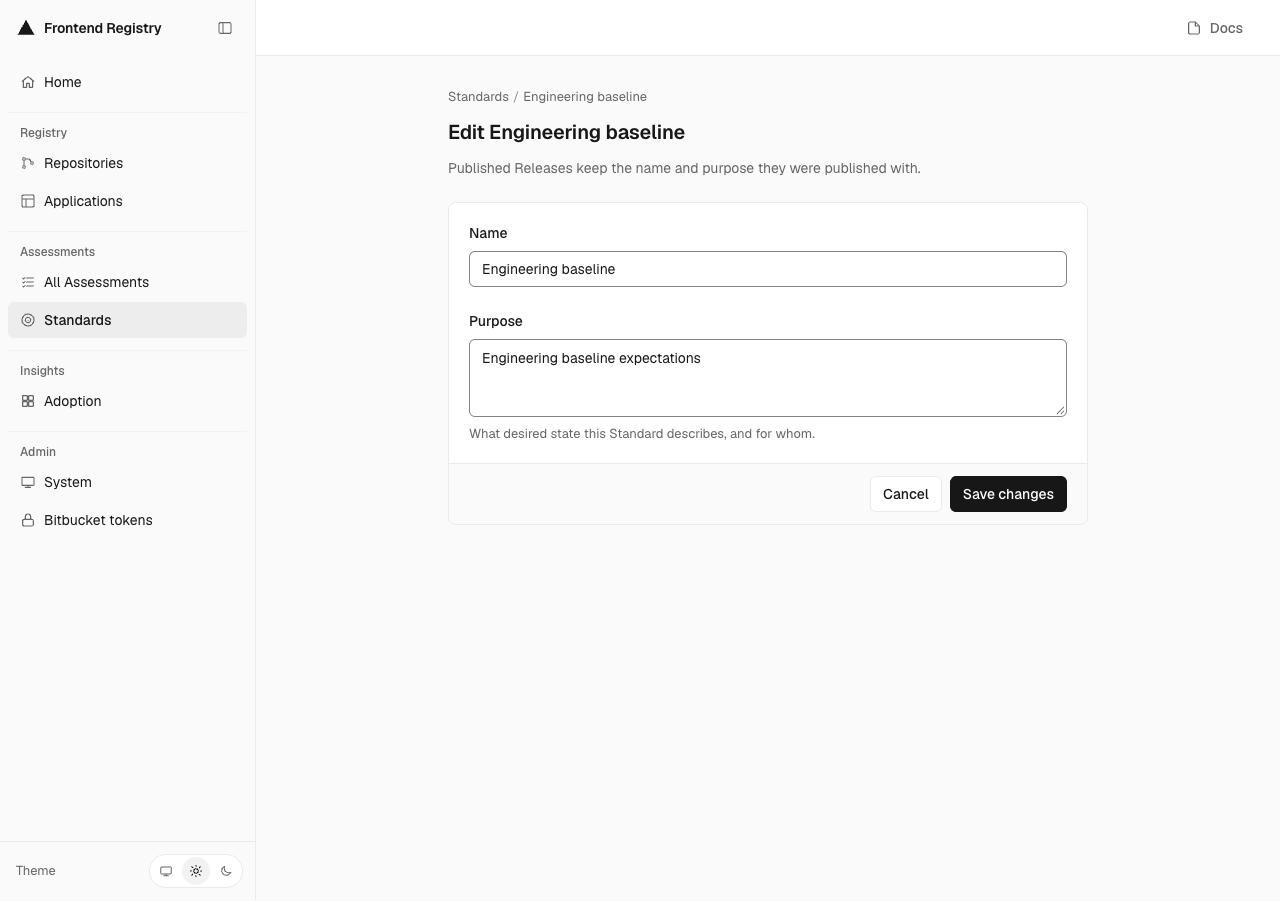 Frontend Registry
Docs
Home
Registry
Repositories
Applications
Assessments
All Assessments
Standards
Insights
Adoption
Admin
System
Bitbucket tokens
Theme
Standards / Engineering baseline
Edit Engineering baseline
Published Releases keep the name and purpose they were published with.
Name
Engineering baseline
Purpose
Engineering baseline expectations
What desired state this Standard describes, and for whom.
Cancel
Save changes